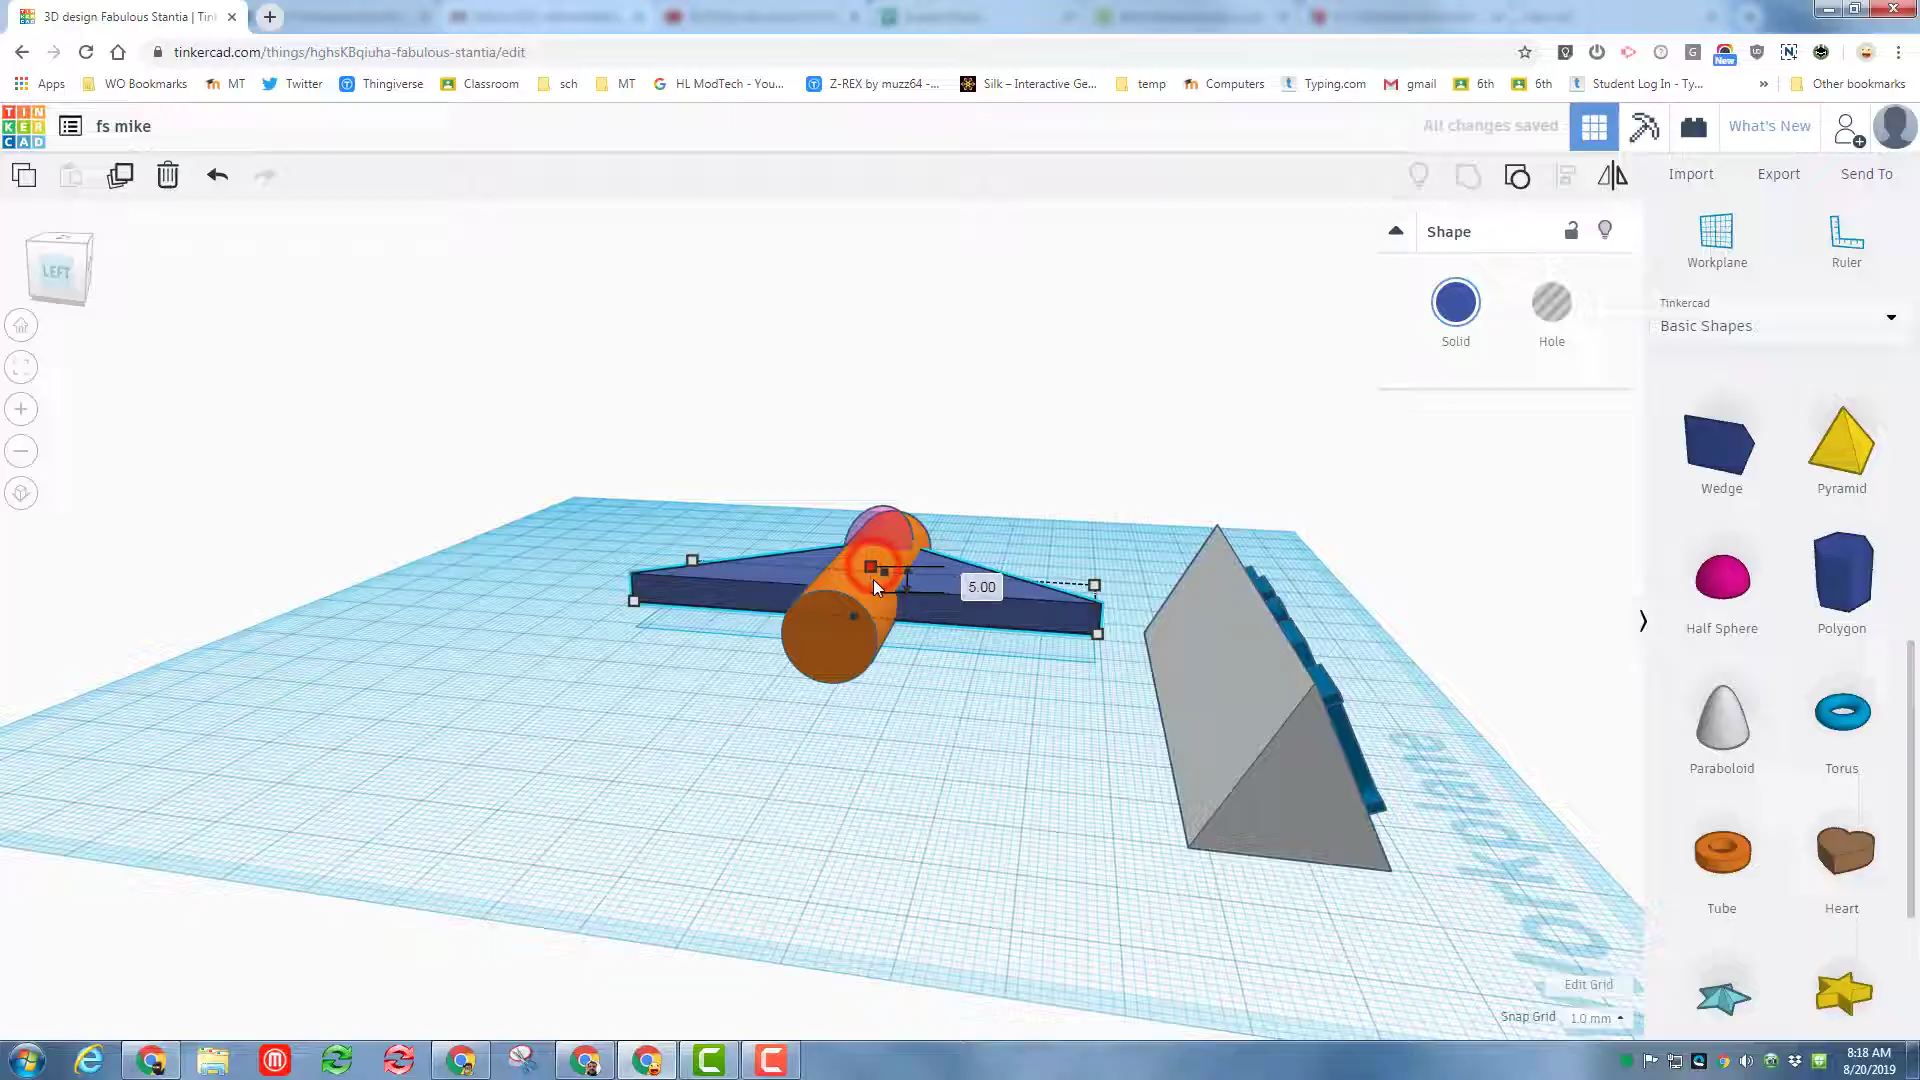 3D design Fabulous Stantia | Tin
tinkercad.com/things/hghsKBqiuha-fabulous-stantia/edit
New
Apps
WO Bookmarks
MT
Twitter
Thingiverse
Classroom
sch
MT
HL ModTech - You...
Z-REX by muzz64 -...
Silk – Interactive Ge...
temp
Computers
Typing.com
gmail
6th
6th
Student Log In - Ty...
»
Other bookmarks
TIN
KER
CAD
fs mike
All changes saved
What's New
Import
Export
Send To
LEFT
Shape
Solid
Hole
Workplane
Ruler
Tinkercad
Basic Shapes
5.00
Wedge
Pyramid
Half Sphere
Polygon
Paraboloid
Torus
Tube
Heart
Workplane
Edit Grid
Snap Grid 1.0 mm
8:18 AM
8/20/2019